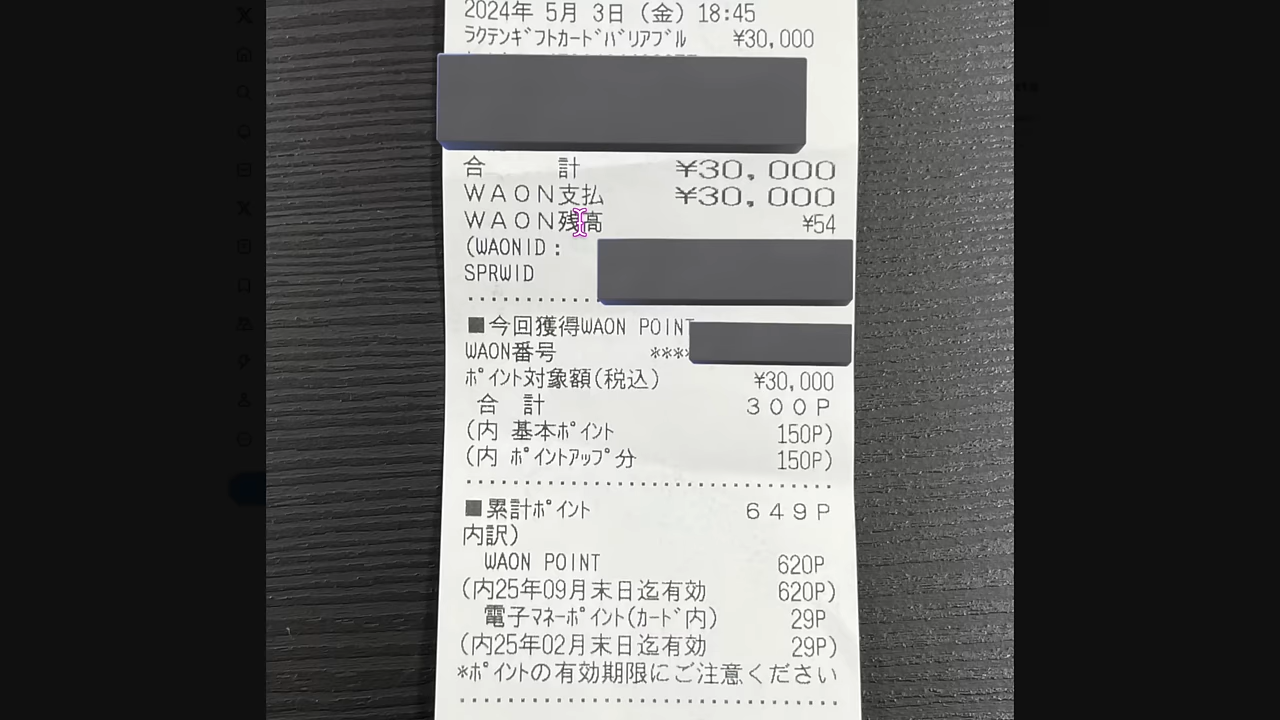 2024年 5月 3日 (金) 18:45
ﾗｸﾃﾝｷﾞﾌﾄｶｰﾄﾞﾊﾞﾘｱﾌﾞﾙ ¥30,000
合 計 ¥30,000
ＷＡＯＮ支払 ¥30,000
ＷＡＯＮ残高 ¥54
(WAONID:
SPRWID
■今回獲得WAON POINT
WAON番号 ****
ﾎﾟｲﾝﾄ対象額(税込) ¥30,000
合 計 ３００Ｐ
(内 基本ﾎﾟｲﾝﾄ 150P)
(内 ﾎﾟｲﾝﾄｱｯﾌﾟ分 150P)
■累計ﾎﾟｲﾝﾄ ６４９Ｐ
内訳)
WAON POINT 620P
(内25年09月末日迄有効 620P)
電子ﾏﾈｰﾎﾟｲﾝﾄ(ｶｰﾄﾞ内) 29P
(内25年02月末日迄有効 29P)
*ﾎﾟｲﾝﾄの有効期限にご注意ください